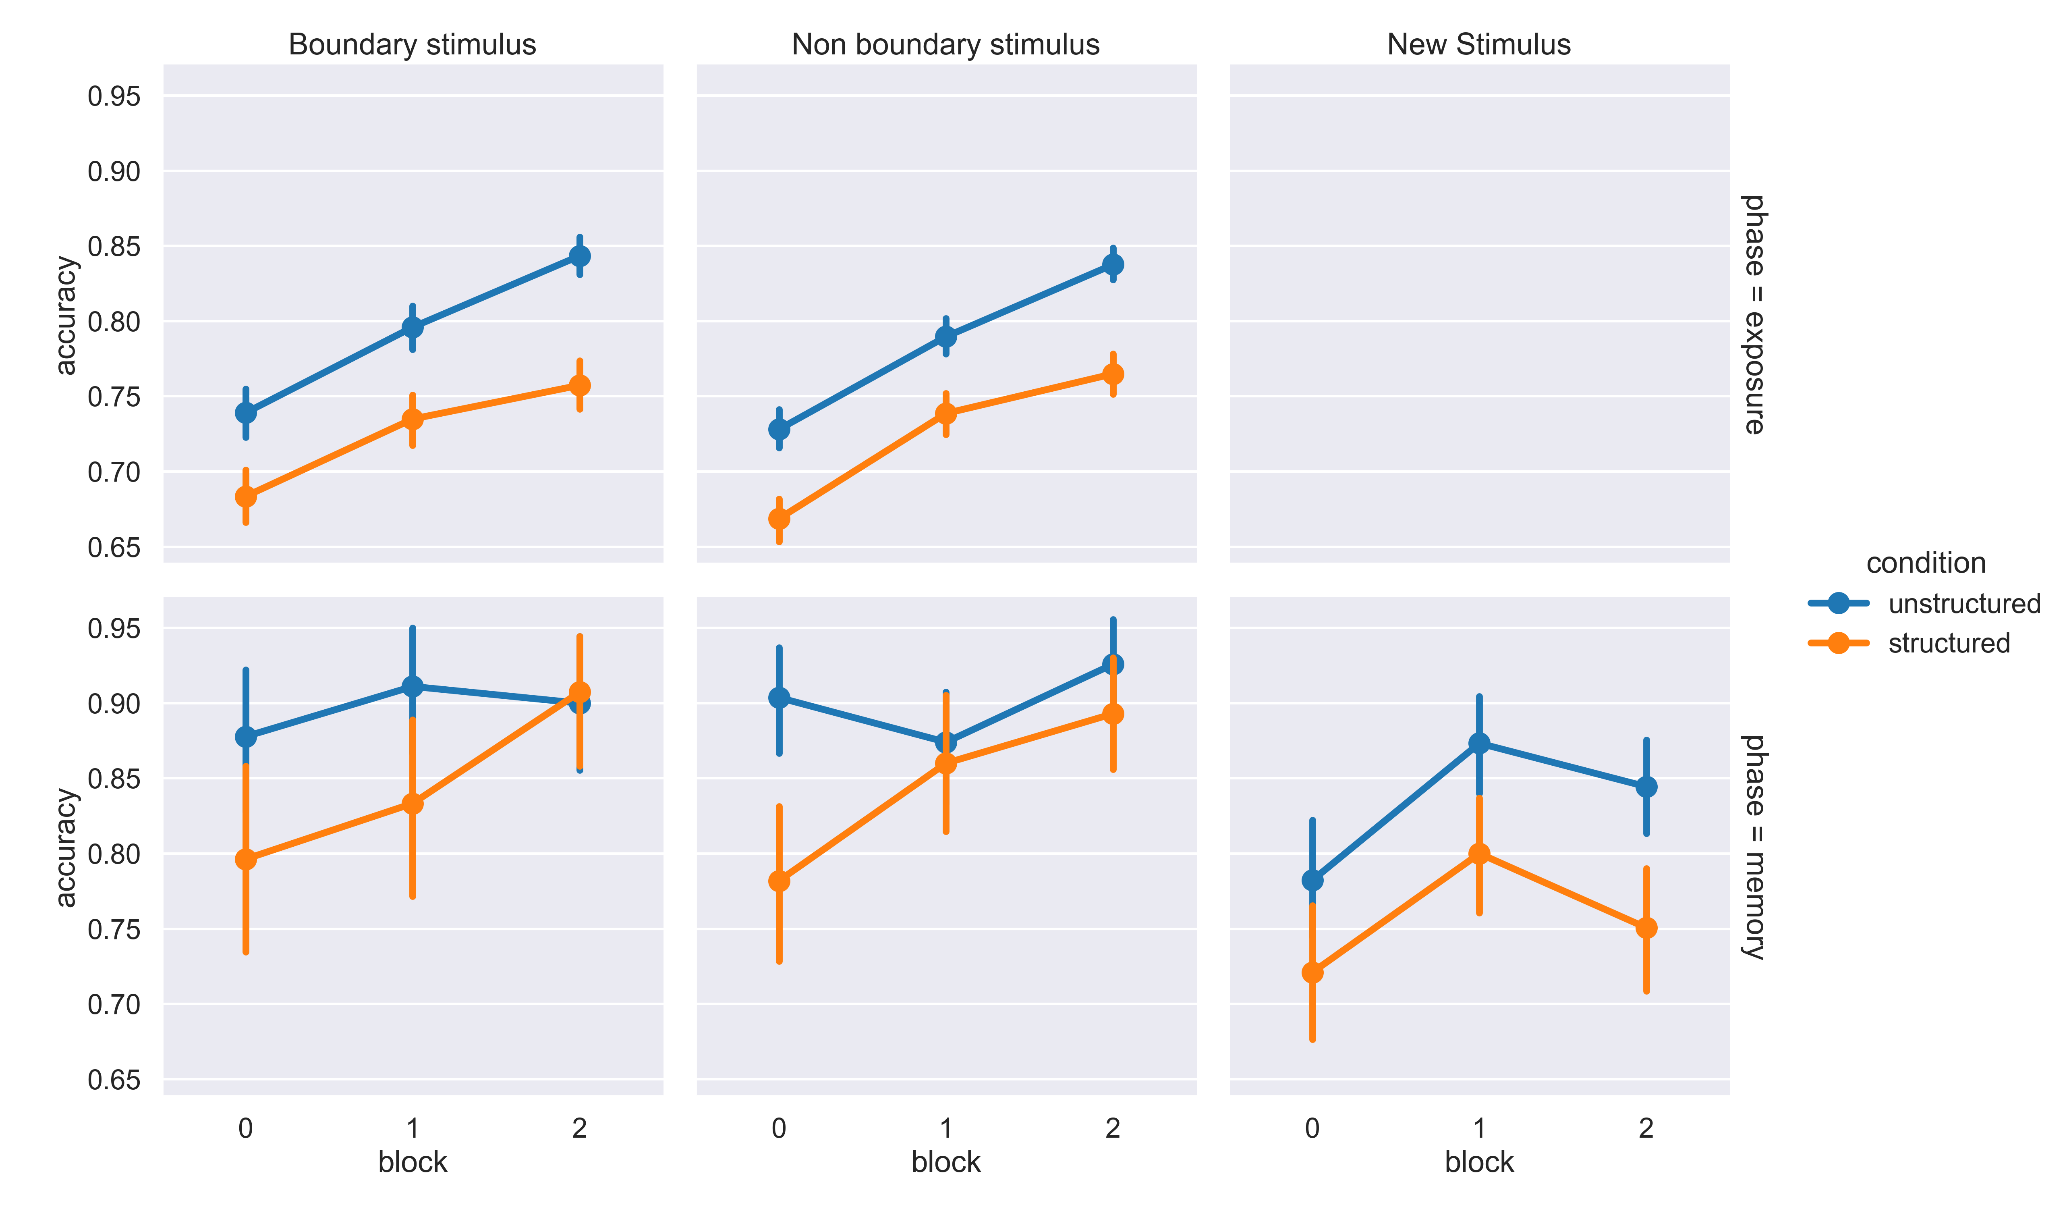 Boundary stimulus
Non boundary stimulus
New Stimulus
0.95
0.90
0.85
0.80
0.75
0.70
0.65
accuracy
phase = exposure
0.95
0.90
0.85
0.80
0.75
0.70
0.65
accuracy
phase = memory
0 1 2
block
0 1 2
block
0 1 2
block
condition
unstructured
structured